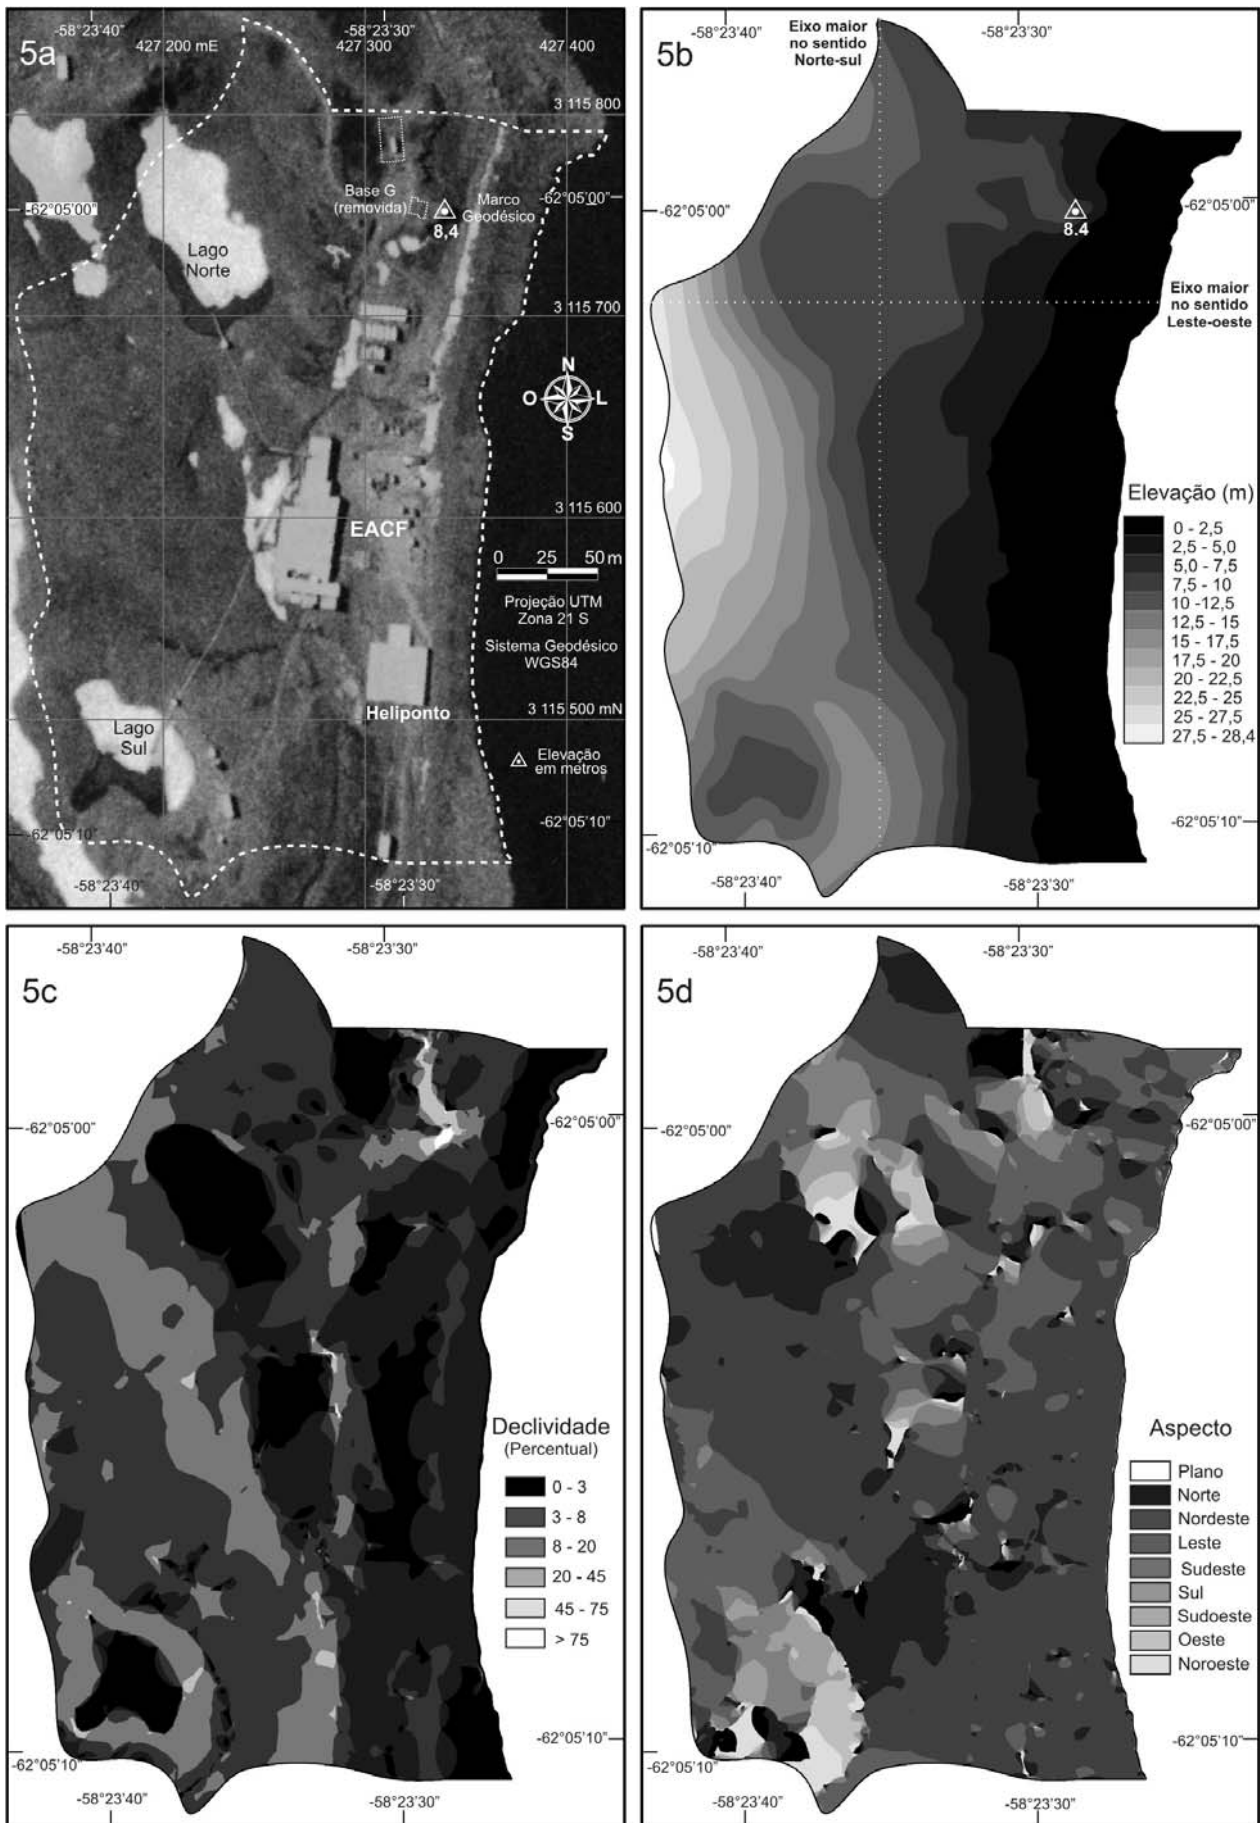 5a
-58°23'40"
-58°23'30"
427 200 mE
427 300
427 400
3 115 800
-62°05'00"
-62°05'00"
Base G
(removida)
Marco
Geodésico
8,4
Lago
Norte
3 115 700
N
O
L
S
3 115 600
EACF
0 25 50 m
Projeção UTM
Zona 21 S
Sistema Geodésico
WGS84
Heliponto
3 115 500 mN
Lago
Sul
Elevação
em metros
-62°05'10"
-62°05'10"
-58°23'40"
-58°23'30"
5b
-58°23'40"
Eixo maior
no sentido
Norte-sul
-58°23'30"
-62°05'00"
-62°05'00"
8.4
Eixo maior
no sentido
Leste-oeste
Elevação (m)
0 - 2,5
2,5 - 5,0
5,0 - 7,5
7,5 - 10
10 -12,5
12,5 - 15
15 - 17,5
17,5 - 20
20 - 22,5
22,5 - 25
25 - 27,5
27,5 - 28,4
-62°05'10"
-62°05'10"
-58°23'40"
-58°23'30"
5c
-58°23'40"
-58°23'30"
-62°05'00"
-62°05'00"
Declividade
(Percentual)
0 - 3
3 - 8
8 - 20
20 - 45
45 - 75
> 75
-62°05'10"
-62°05'10"
-58°23'40"
-58°23'30"
5d
-58°23'40"
-58°23'30"
-62°05'00"
-62°05'00"
Aspecto
Plano
Norte
Nordeste
Leste
Sudeste
Sul
Sudoeste
Oeste
Noroeste
-62°05'10"
-62°05'10"
-58°23'40"
-58°23'30"